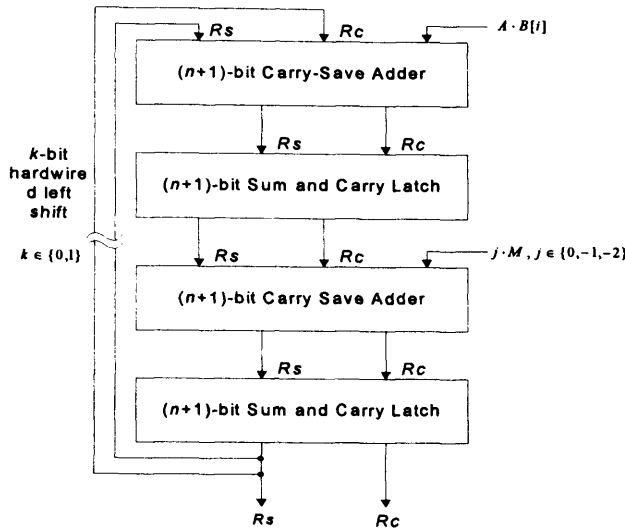 Rs Rc A · B[i]
(n+1)-bit Carry-Save Adder
Rs Rc
k-bit
hardwire
d left
shift
k ∈ {0,1}
(n+1)-bit Sum and Carry Latch
Rs Rc
j · M , j ∈ {0,-1,-2}
(n+1)-bit Carry Save Adder
Rs Rc
(n+1)-bit Sum and Carry Latch
Rs Rc